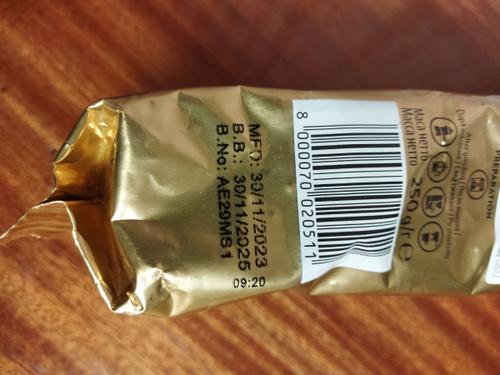 MFD: 30/11/2023
B.B.: 30/11/2025
B.No: AE29MS1
09:20
8 000070 020511
Маса нетто
Масса нетто
250 g/г e
PREPARATION